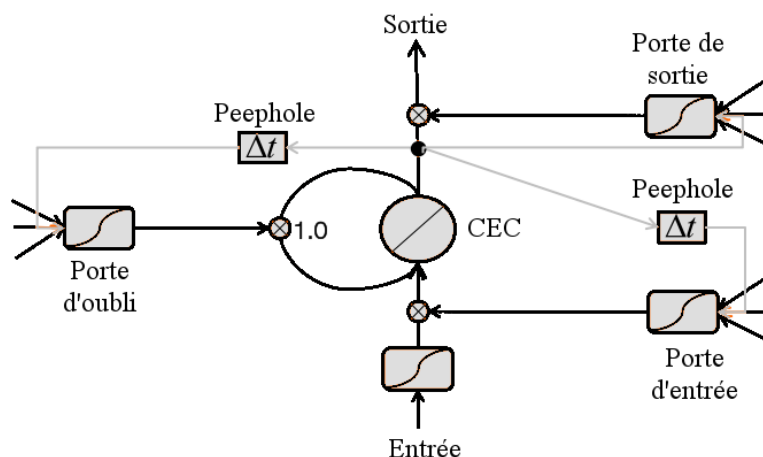 Sortie
Porte de
sortie
Peephole
Δt
Peephole
Δt
1.0
CEC
Porte
d'oubli
Porte
d'entrée
Entrée